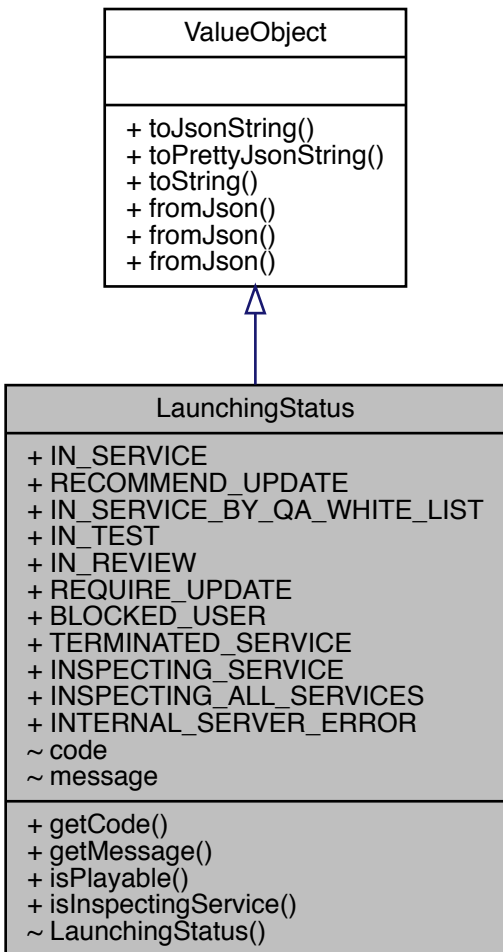 ValueObject
+ toJsonString()
+ toPrettyJsonString()
+ toString()
+ fromJson()
+ fromJson()
+ fromJson()
LaunchingStatus
+ IN_SERVICE
+ RECOMMEND_UPDATE
+ IN_SERVICE_BY_QA_WHITE_LIST
+ IN_TEST
+ IN_REVIEW
+ REQUIRE_UPDATE
+ BLOCKED_USER
+ TERMINATED_SERVICE
+ INSPECTING_SERVICE
+ INSPECTING_ALL_SERVICES
+ INTERNAL_SERVER_ERROR
~ code
~ message
+ getCode()
+ getMessage()
+ isPlayable()
+ isInspectingService()
~ LaunchingStatus()